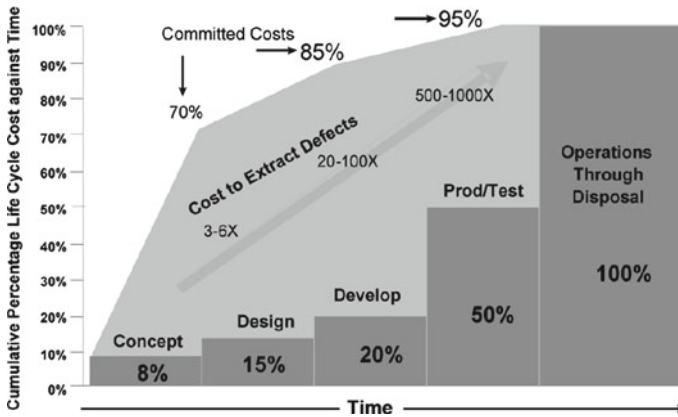 Cumulative Percentage Life Cycle Cost against Time
100%
90%
80%
70%
60%
50%
40%
30%
20%
10%
0%
Committed Costs
70%
85%
95%
Cost to Extract Defects
3-6X
20-100X
500-1000X
Concept
8%
Design
15%
Develop
20%
Prod/Test
50%
Operations
Through
Disposal
100%
Time